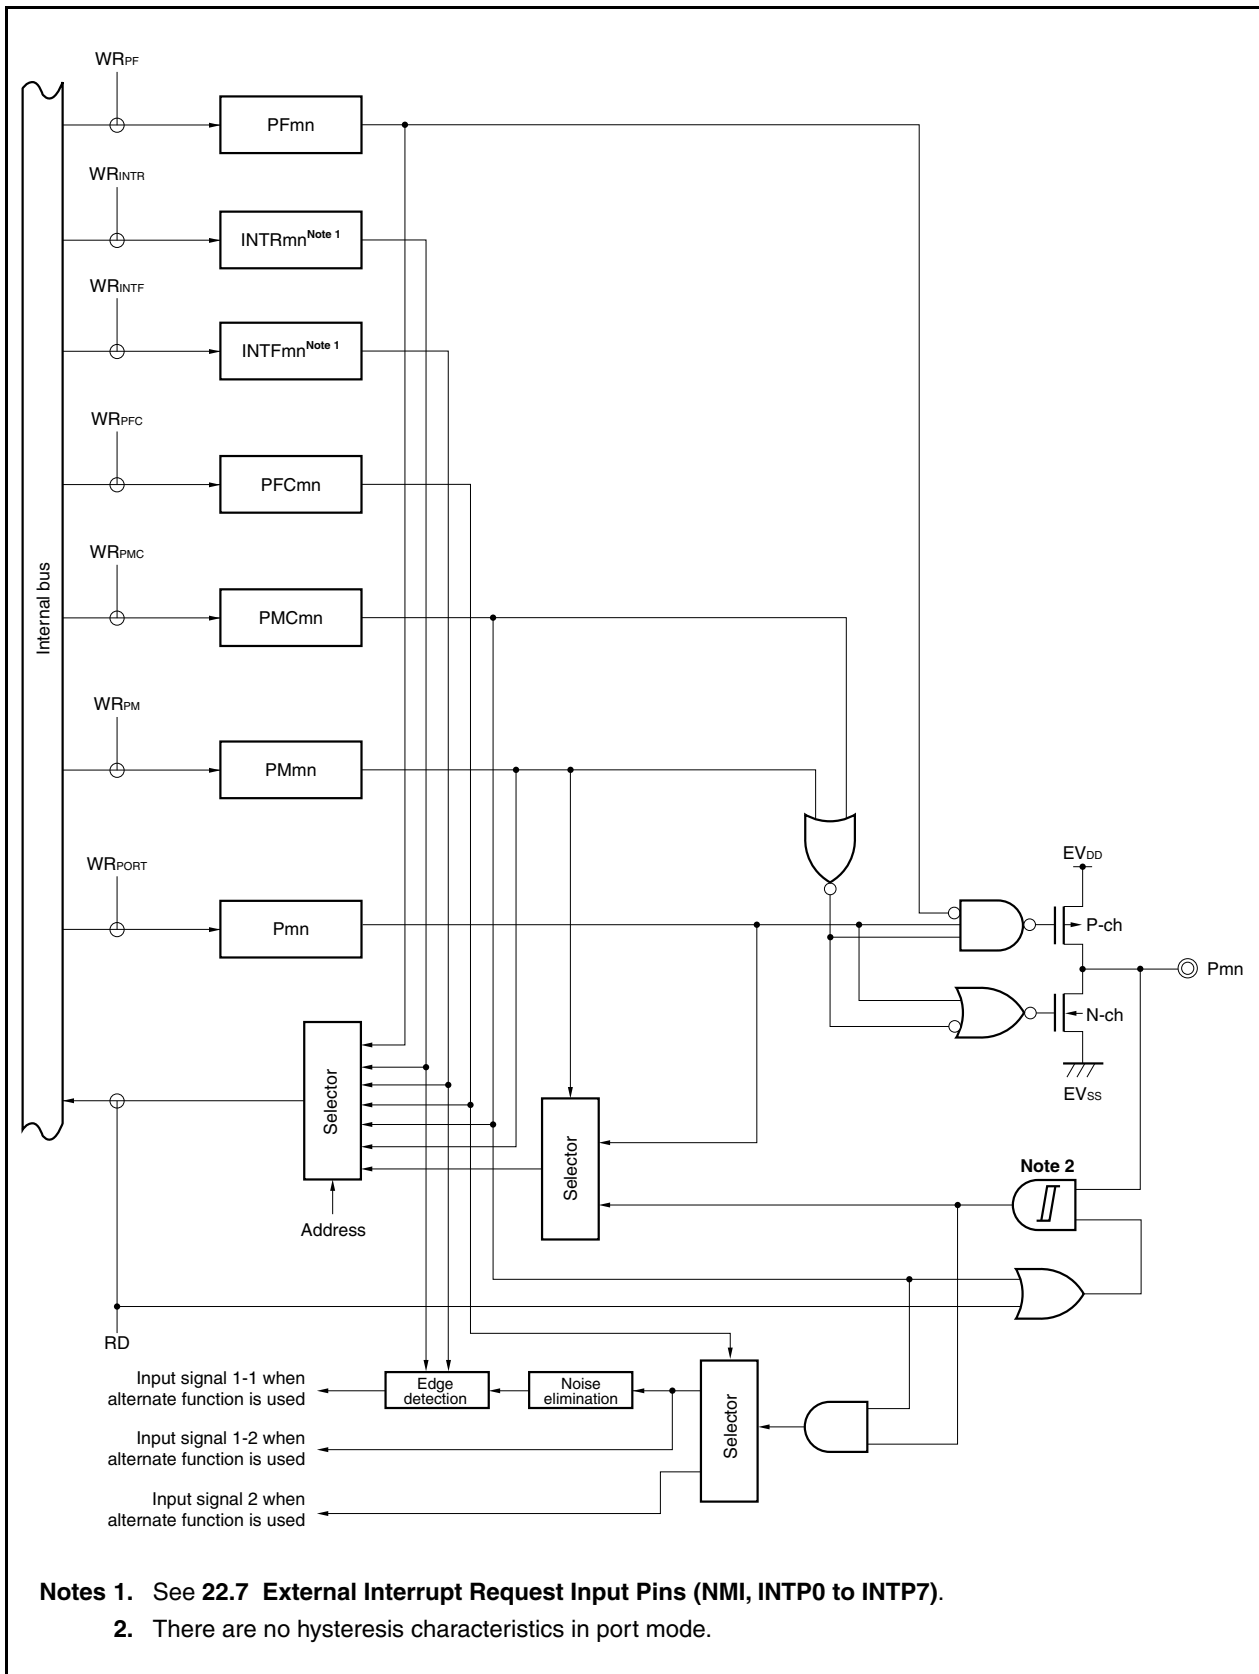 WRPF
PFmn
WRINTR
INTRmnNote 1
WRINTF
INTFmnNote 1
WRPFC
PFCmn
WRPMC
PMCmn
Internal bus
WRPM
PMmn
WRPORT
Pmn
EVDD
P-ch
Pmn
N-ch
EVSS
Selector
Selector
Note 2
Address
RD
Input signal 1-1 when
alternate function is used
Edge
detection
Noise
elimination
Selector
Input signal 1-2 when
alternate function is used
Input signal 2 when
alternate function is used
Notes 1. See 22.7 External Interrupt Request Input Pins (NMI, INTP0 to INTP7).
2. There are no hysteresis characteristics in port mode.